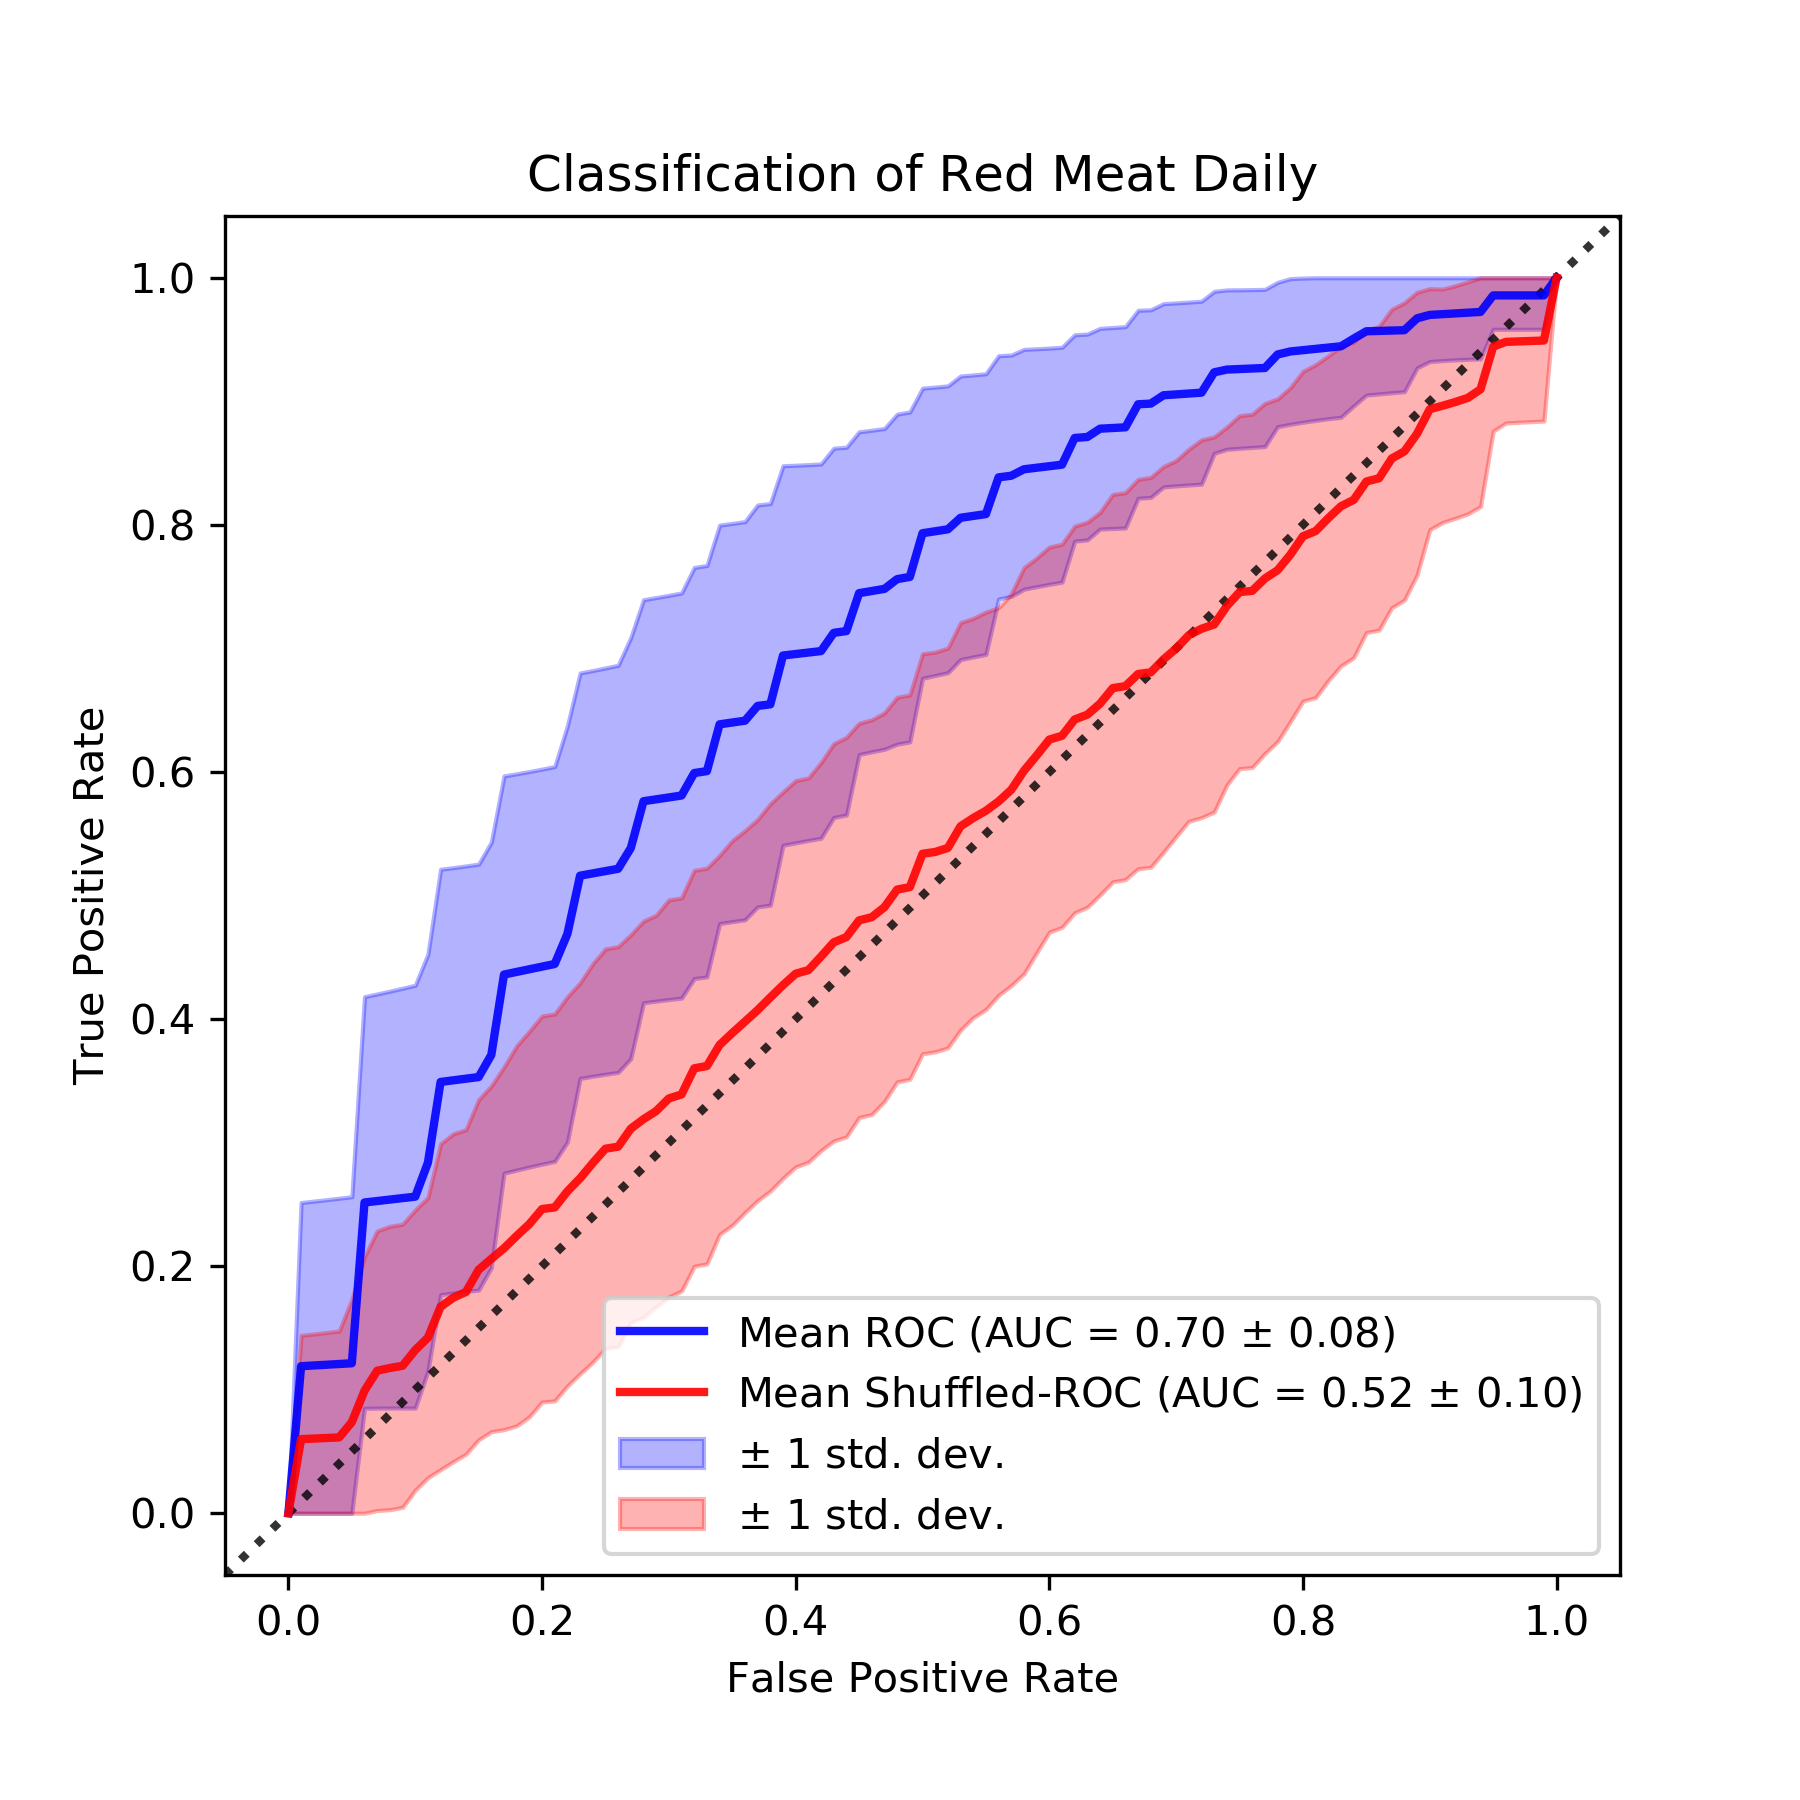 Classification of Red Meat Daily
1.0
0.8
0.6
0.4
0.2
0.0
True Positive Rate
Mean ROC (AUC = 0.70 ± 0.08)
Mean Shuffled-ROC (AUC = 0.52 ± 0.10)
± 1 std. dev.
± 1 std. dev.
0.0 0.2 0.4 0.6 0.8 1.0
False Positive Rate